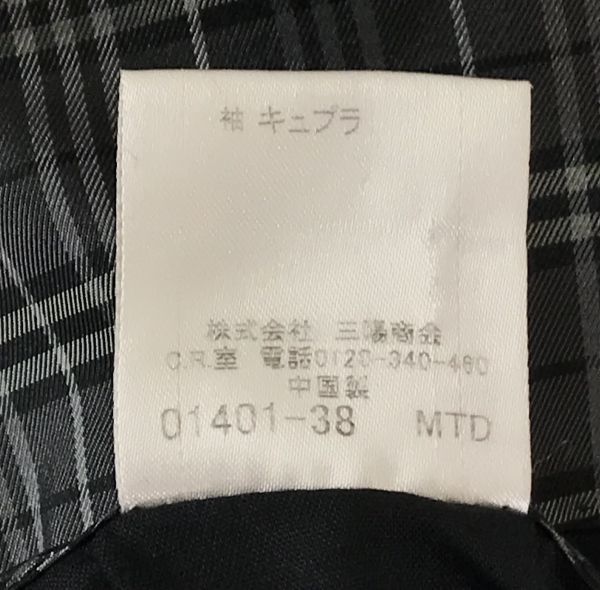 袖 キュプラ
株式会社 三陽商会
C.R.室 電話0120-340-460
中国製
01401-38 MTD